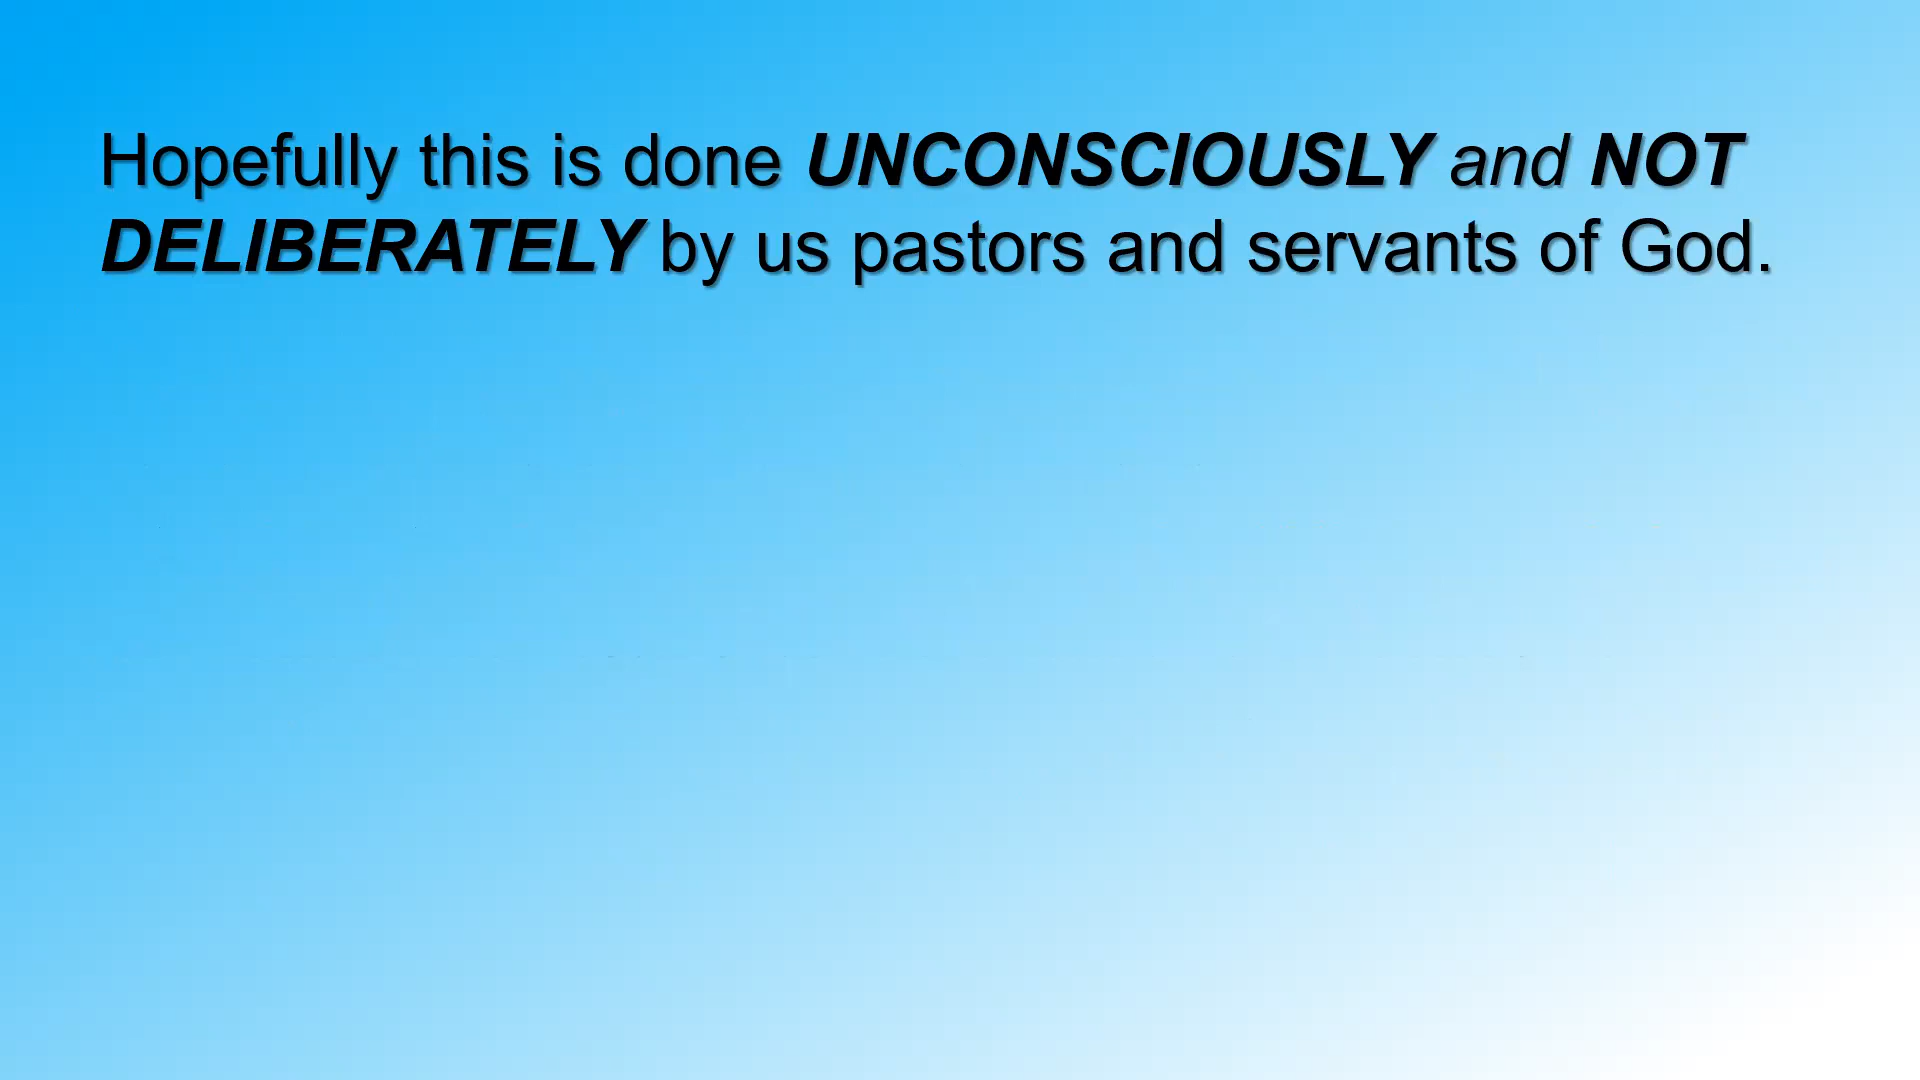 Hopefully this is done UNCONSCIOUSLY and NOT
DELIBERATELY by us pastors and servants of God.